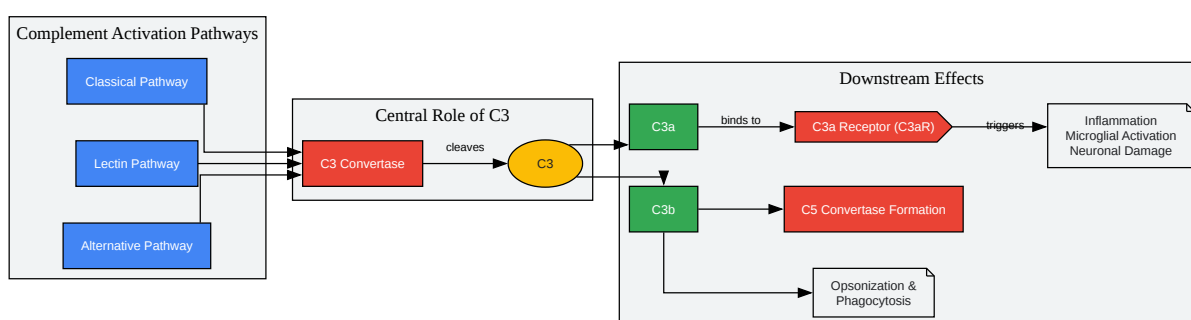 Complement Activation Pathways
Classical Pathway
Lectin Pathway
Alternative Pathway
Central Role of C3
C3 Convertase
cleaves
C3
Downstream Effects
C3a
binds to
C3a Receptor (C3aR)
triggers
Inflammation
Microglial Activation
Neuronal Damage
C3b
C5 Convertase Formation
Opsonization &
Phagocytosis